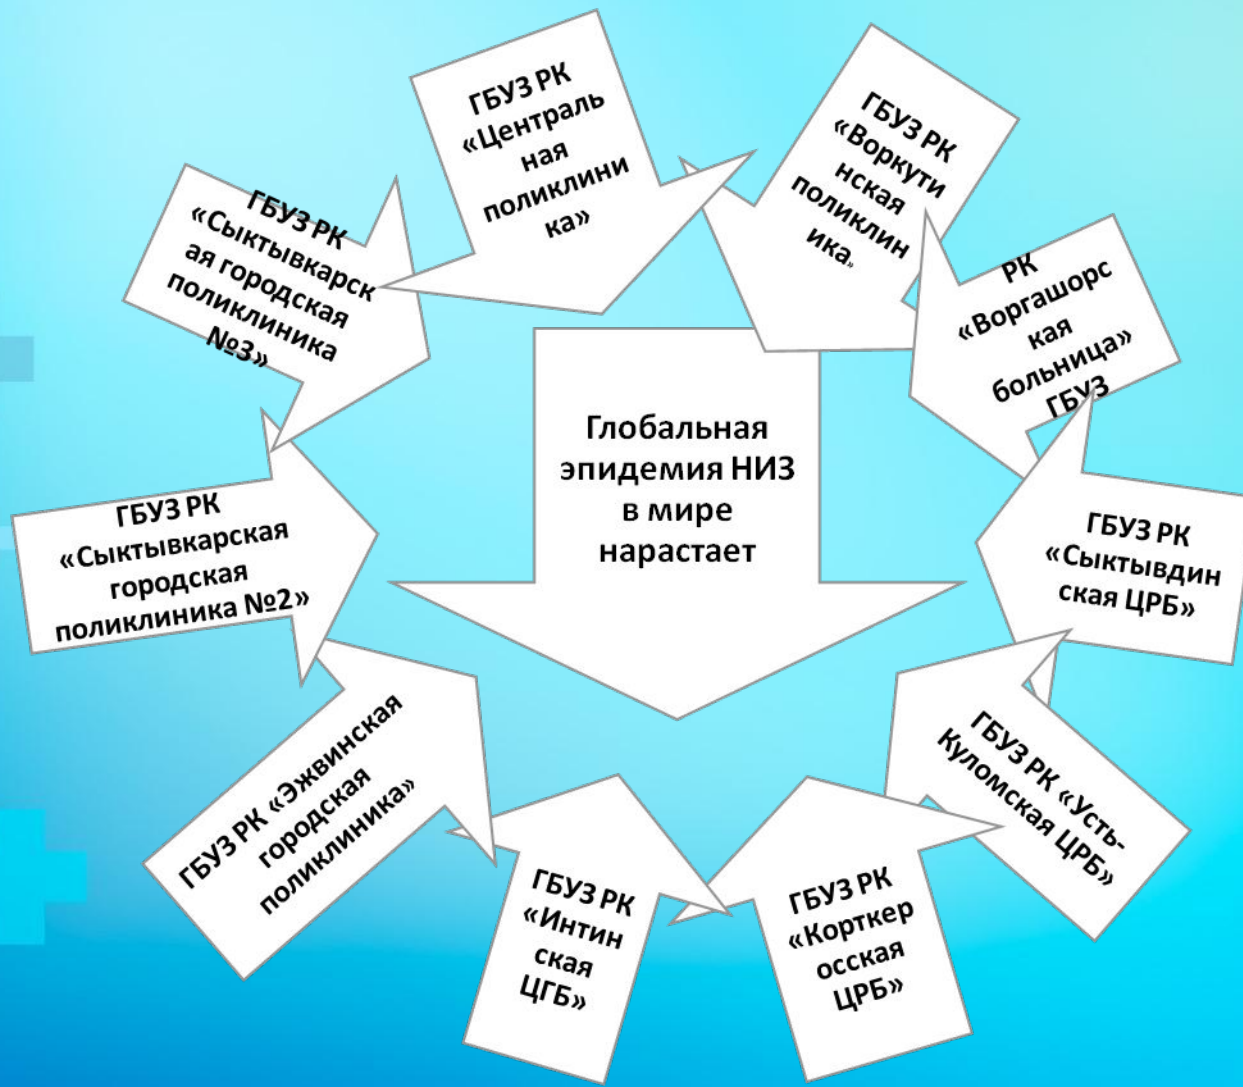 ГБУЗ РК
«Централь
ная
поликлини
ка»
ГБУЗ РК
«Воркути
нская
поликлин
ика»
РК
«Воргашорс
кая
больница»
ГБУЗ
ГБУЗ РК
«Сыктывдин
ская ЦРБ»
ГБУЗ РК «Усть-
Куломская ЦРБ»
ГБУЗ РК
«Корткер
осская
ЦРБ»
ГБУЗ РК
«Интин
ская
ЦГБ»
ГБУЗ РК «Эжвинская
городская
поликлиника»
ГБУЗ РК
«Сыктывкарская
городская
поликлиника №2»
ГБУЗ РК
«Сыктывкарск
ая городская
поликлиника
№3»
Глобальная
эпидемия НИЗ
в мире
нарастает